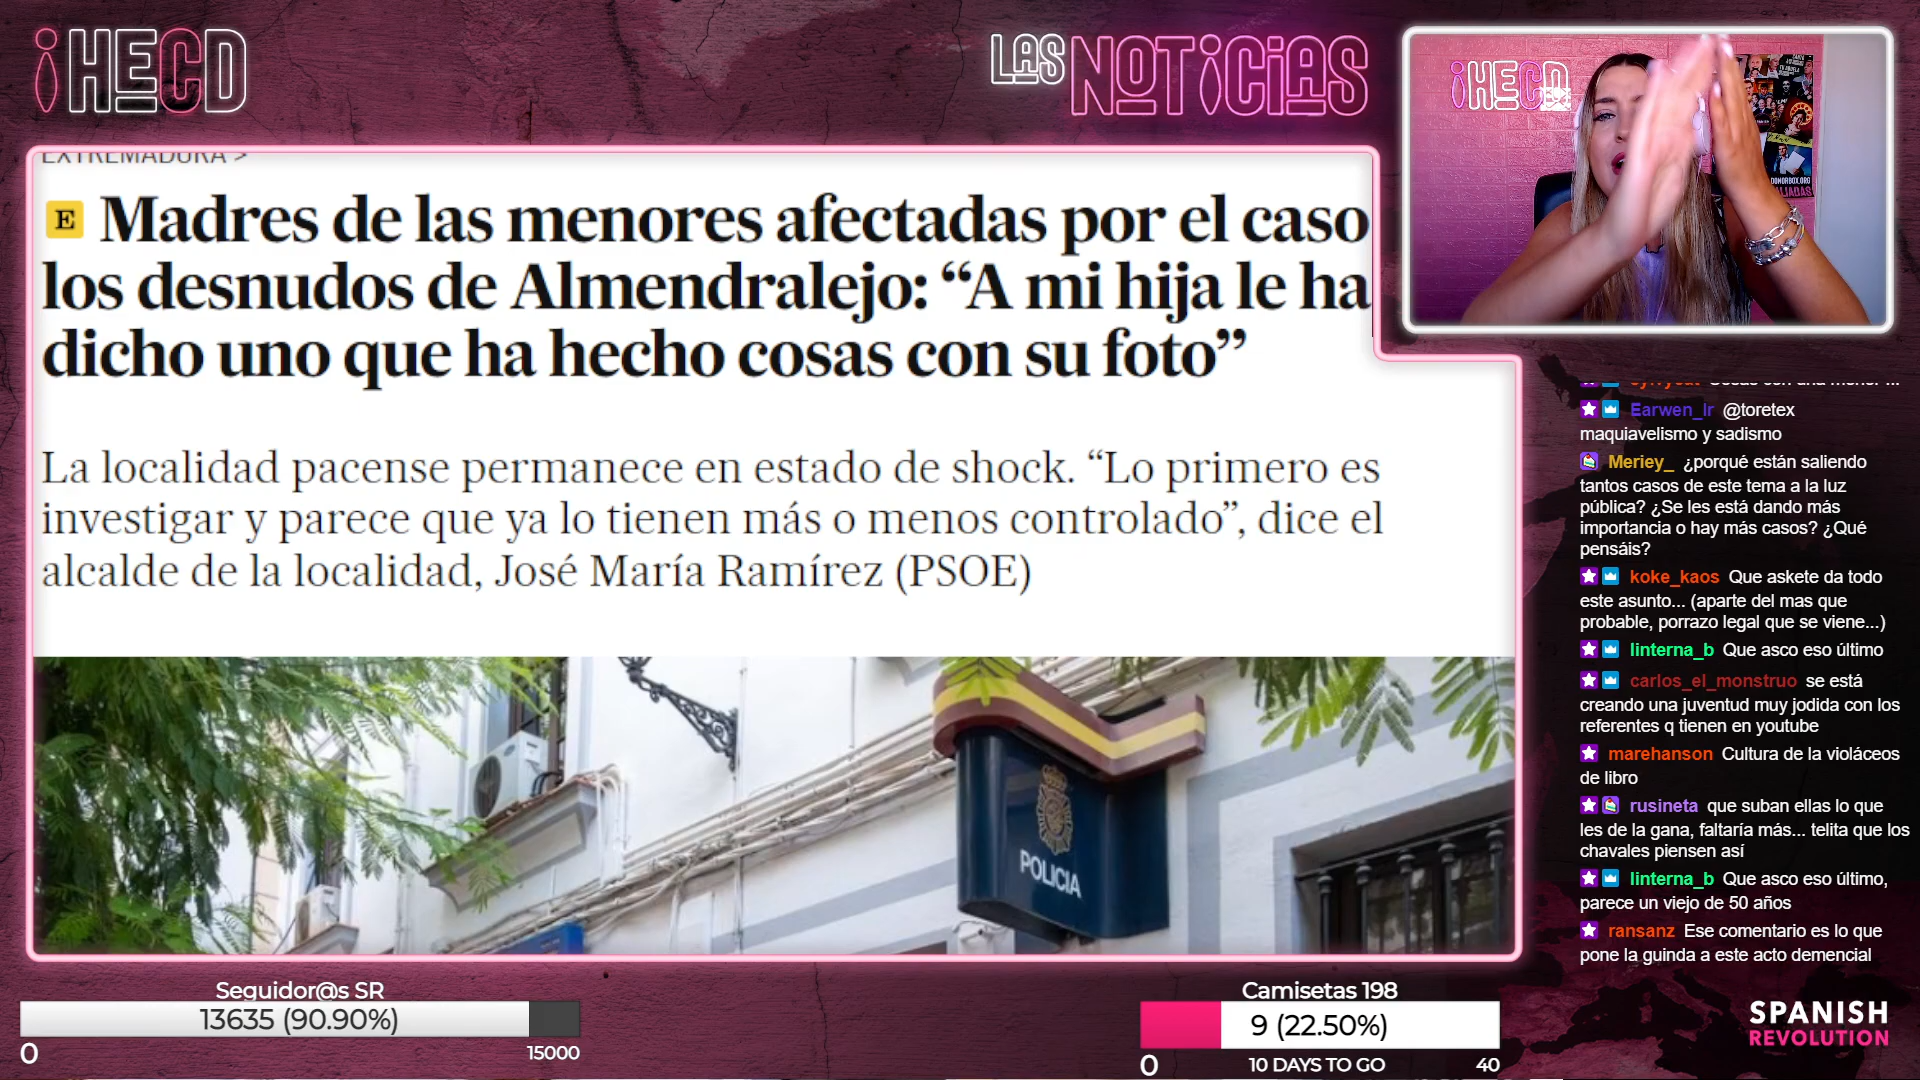 ¡HECD
LAS NOTICIAS
¡HECD
DONORBOX.ORG
ALIADAS
EXTREMADURA >
E Madres de las menores afectadas por el caso
los desnudos de Almendralejo: “A mi hija le ha
dicho uno que ha hecho cosas con su foto”
La localidad pacense permanece en estado de shock. “Lo primero es
investigar y parece que ya lo tienen más o menos controlado”, dice el
alcalde de la localidad, José María Ramírez (PSOE)
POLICIA
Earwen_lr @toretex
maquiavelismo y sadismo
Meriey_ ¿porqué están saliendo
tantos casos de este tema a la luz
pública? ¿Se les está dando más
importancia o hay más casos? ¿Qué
pensáis?
koke_kaos Que askete da todo
este asunto... (aparte del mas que
probable, porrazo legal que se viene...)
linterna_b Que asco eso último
carlos_el_monstruo se está
creando una juventud muy jodida con los
referentes q tienen en youtube
marehanson Cultura de la violáceos
de libro
rusineta que suban ellas lo que
les de la gana, faltaría más... telita que los
chavales piensen así
linterna_b Que asco eso último,
parece un viejo de 50 años
ransanz Ese comentario es lo que
pone la guinda a este acto demencial
Seguidor@s SR
13635 (90.90%)
0 15000
Camisetas 198
9 (22.50%)
0 10 DAYS TO GO 40
SPANISH
REVOLUTION